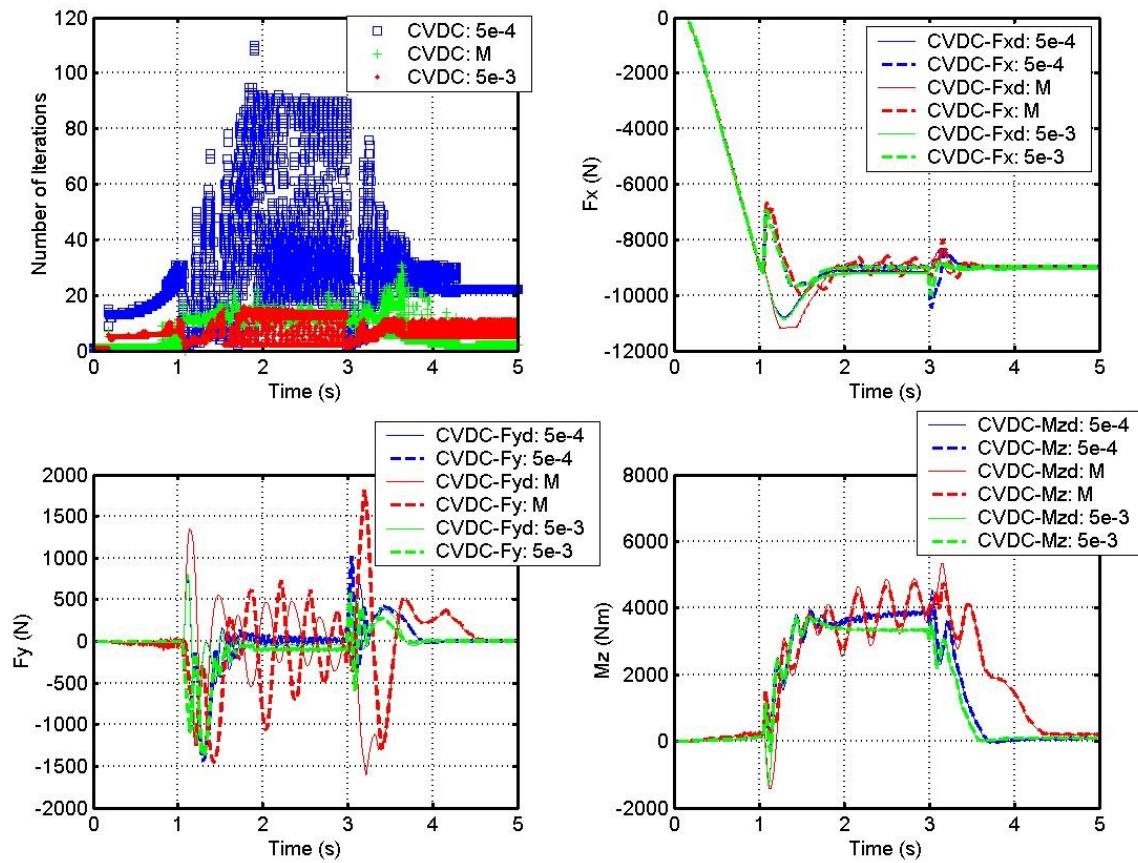 120
100
80
60
40
20
0
Number of Iterations
CVDC: 5e-4
CVDC: M
CVDC: 5e-3
0 1 2 3 4 5
Time (s)
0
-2000
-4000
-6000
-8000
-10000
-12000
Fx (N)
CVDC-Fxd: 5e-4
CVDC-Fx: 5e-4
CVDC-Fxd: M
CVDC-Fx: M
CVDC-Fxd: 5e-3
CVDC-Fx: 5e-3
0 1 2 3 4 5
Time (s)
2000
1500
1000
500
0
-500
-1000
-1500
-2000
Fy (N)
CVDC-Fyd: 5e-4
CVDC-Fy: 5e-4
CVDC-Fyd: M
CVDC-Fy: M
CVDC-Fyd: 5e-3
CVDC-Fy: 5e-3
0 1 2 3 4 5
Time (s)
8000
6000
4000
2000
0
-2000
Mz (Nm)
CVDC-Mzd: 5e-4
CVDC-Mz: 5e-4
CVDC-Mzd: M
CVDC-Mz: M
CVDC-Mzd: 5e-3
CVDC-Mz: 5e-3
0 1 2 3 4 5
Time (s)